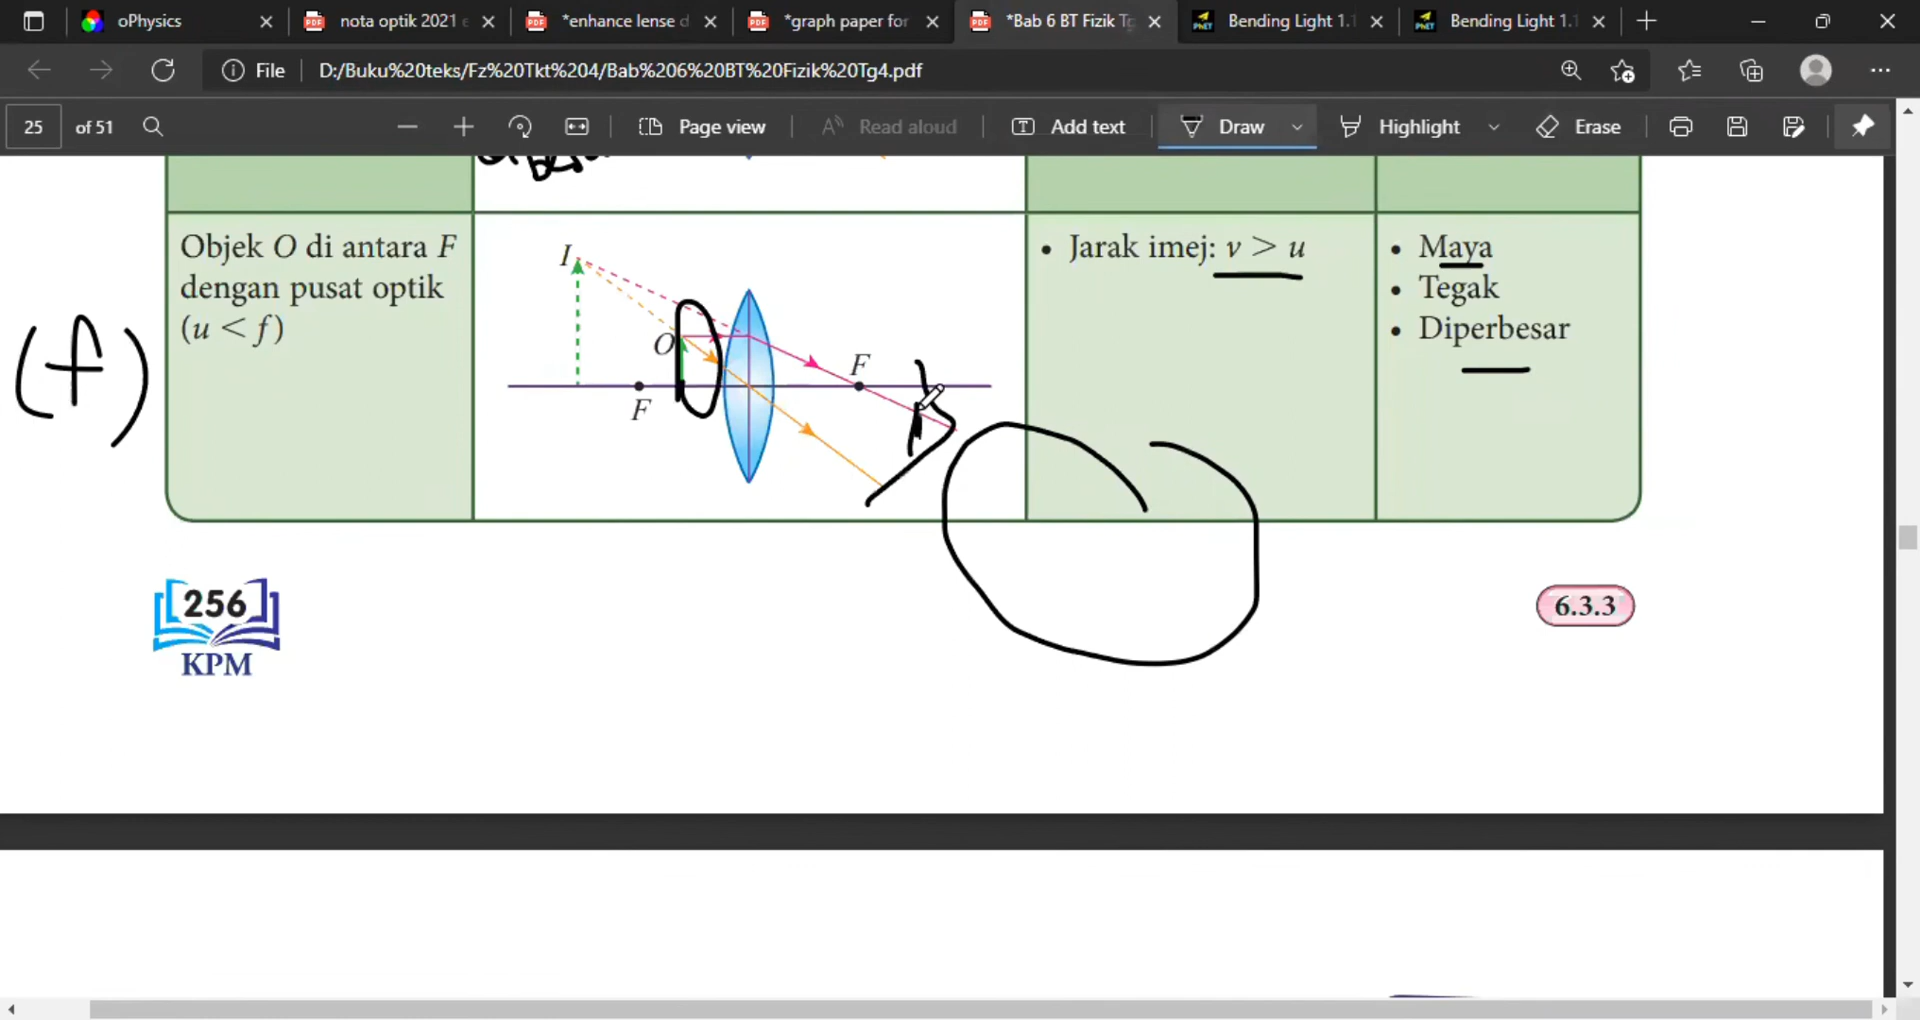 oPhysics
nota optik 2021
*enhance lense d
*graph paper for
*Bab 6 BT Fizik Tg
Bending Light 1.1
Bending Light 1.1
File
D:/Buku%20teks/Fz%20Tkt%204/Bab%206%20BT%20Fizik%20Tg4.pdf
25 of 51
Page view
Read aloud
Add text
Draw
Highlight
Erase
(f)
Objek O di antara F
dengan pusat optik
(u < f)
I
O
F
F
• Jarak imej: v > u
• Maya
• Tegak
• Diperbesar
256
KPM
6.3.3